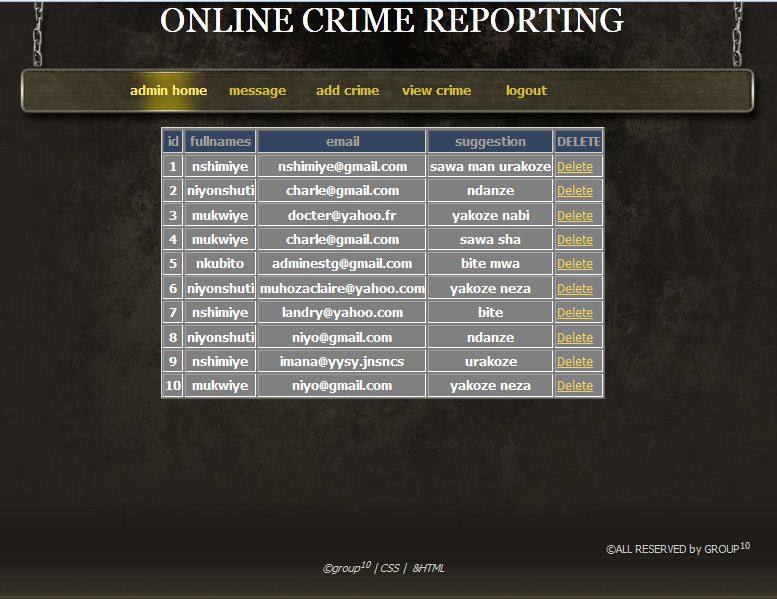 ONLINE CRIME REPORTING
admin home message add crime view crime logout
id fullnames email suggestion DELETE
1 nshimiye nshimiye@gmail.com sawa man urakoze Delete
2 niyonshuti charle@gmail.com ndanze Delete
3 mukwiye docter@yahoo.fr yakoze nabi Delete
4 mukwiye charle@gmail.com sawa sha Delete
5 nkubito adminestg@gmail.com bite mwa Delete
6 niyonshuti muhozaclaire@yahoo.com yakoze neza Delete
7 nshimiye landry@yahoo.com bite Delete
8 niyonshuti niyo@gmail.com ndanze Delete
9 nshimiye imana@yysy.jnsncs urakoze Delete
10 mukwiye niyo@gmail.com yakoze neza Delete
©ALL RESERVED by GROUP10
©group10 | CSS | &HTML